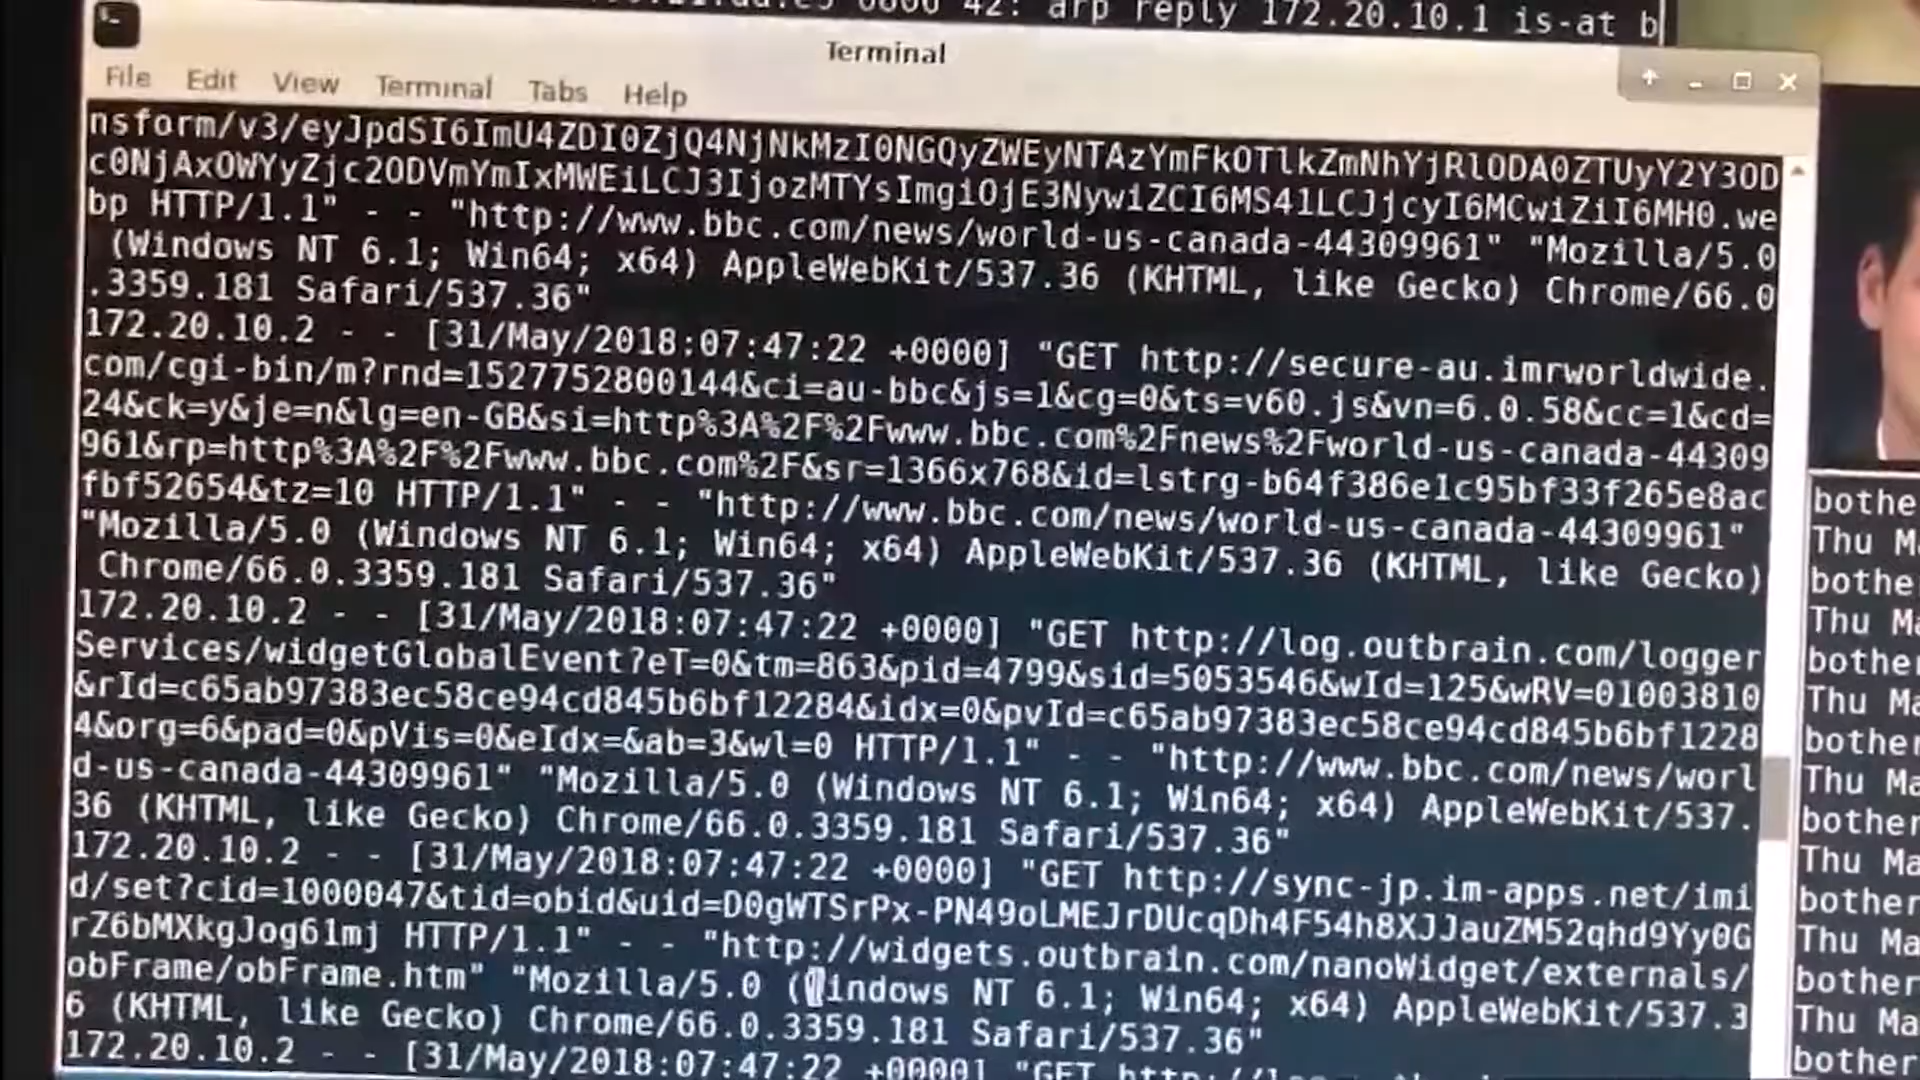 42: arp reply 172.20.10.1 is-at b
Terminal
File Edit View Terminal Tabs Help
nsform/v3/eyJpdSI6ImU4ZDI0ZjQ4NjNkMzI0NGQyZWEyNTAzYmFkOTlkZmNhYjRlODA0ZTUyY2Y3OD
c0NjAxOWYyZjc2ODVmYmIxMWEiLCJ3IjozMTYsImgiOjE3NywiZCI6MS41LCJjcyI6MCwiZiI6MH0.we
bp HTTP/1.1" - - "http://www.bbc.com/news/world-us-canada-44309961" "Mozilla/5.0
(Windows NT 6.1; Win64; x64) AppleWebKit/537.36 (KHTML, like Gecko) Chrome/66.0
.3359.181 Safari/537.36"
172.20.10.2 - - [31/May/2018:07:47:22 +0000] "GET http://secure-au.imrworldwide.
com/cgi-bin/m?rnd=1527752800144&ci=au-bbc&js=1&cg=0&ts=v60.js&vn=6.0.58&cc=1&cd=
24&ck=y&je=n&lg=en-GB&si=http%3A%2F%2Fwww.bbc.com%2Fnews%2Fworld-us-canada-44309
961&rp=http%3A%2F%2Fwww.bbc.com%2F&sr=1366x768&id=lstrg-b64f386e1c95bf33f265e8ac
fbf52654&tz=10 HTTP/1.1" - - "http://www.bbc.com/news/world-us-canada-44309961"
"Mozilla/5.0 (Windows NT 6.1; Win64; x64) AppleWebKit/537.36 (KHTML, like Gecko)
Chrome/66.0.3359.181 Safari/537.36"
172.20.10.2 - - [31/May/2018:07:47:22 +0000] "GET http://log.outbrain.com/logger
Services/widgetGlobalEvent?eT=0&tm=863&pid=4799&sid=5053546&wId=125&wRV=01003810
&rId=c65ab97383ec58ce94cd845b6bf12284&idx=0&pvId=c65ab97383ec58ce94cd845b6bf1228
4&org=6&pad=0&pVis=0&eIdx=&ab=3&wl=0 HTTP/1.1" - - "http://www.bbc.com/news/worl
d-us-canada-44309961" "Mozilla/5.0 (Windows NT 6.1; Win64; x64) AppleWebKit/537.
36 (KHTML, like Gecko) Chrome/66.0.3359.181 Safari/537.36"
172.20.10.2 - - [31/May/2018:07:47:22 +0000] "GET http://sync-jp.im-apps.net/imi
d/set?cid=1000047&tid=obid&uid=D0gWTSrPx-PN49oLMEJrDUcqDh4F54h8XJJauZM52qhd9Yy0G
rZ6bMXkgJog61mj HTTP/1.1" - - "http://widgets.outbrain.com/nanoWidget/externals/
obFrame/obFrame.htm" "Mozilla/5.0 (Windows NT 6.1; Win64; x64) AppleWebKit/537.3
6 (KHTML, like Gecko) Chrome/66.0.3359.181 Safari/537.36"
172.20.10.2 - - [31/May/2018:07:47:22 +0000] "GET
bothe
Thu M
bothe
Thu Ma
bother
Thu Ma
bother
Thu Ma
bother
Thu Ma
bother
Thu Ma
bother
Thu Ma
bother